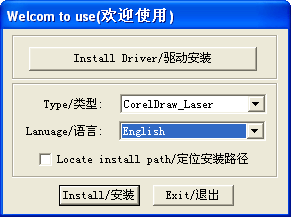 Welcom to use(欢迎使用)
Install Driver/驱动安装
Type/类型: CorelDraw_Laser
Lanuage/语言: English
Locate install path/定位安装路径
Install/安装 Exit/退出